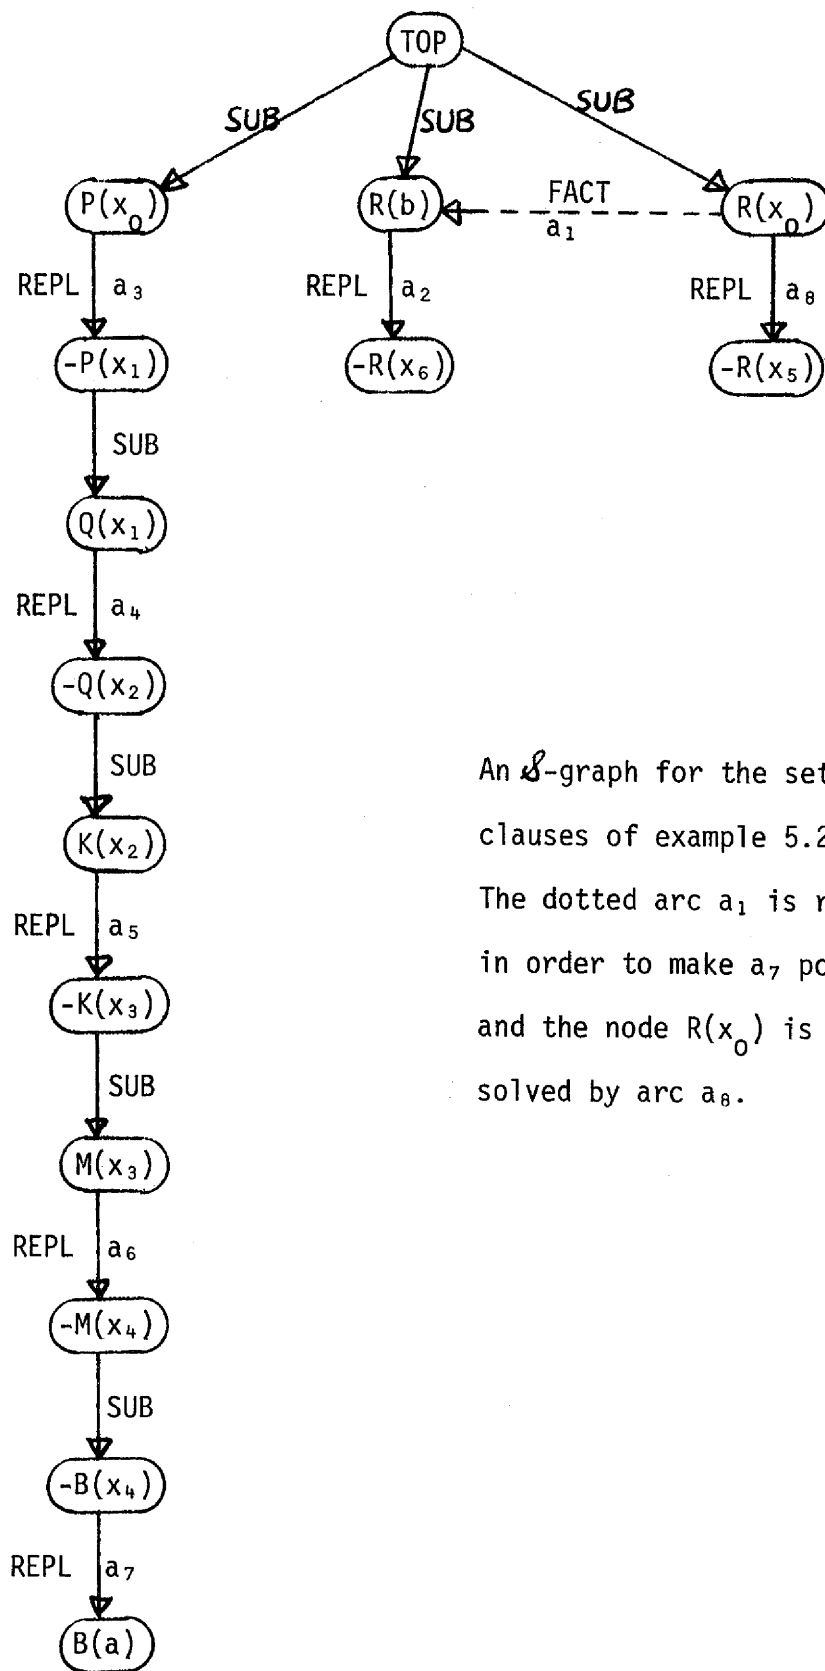 TOP
SUB SUB SUB
P(x₀) R(b) FACT a₁ R(x₀)
REPL a₃ REPL a₂ REPL a₈
-P(x₁) -R(x₆) -R(x₅)
SUB
Q(x₁)
REPL a₄
-Q(x₂)
SUB
K(x₂)
REPL a₅
-K(x₃)
SUB
M(x₃)
REPL a₆
-M(x₄)
SUB
-B(x₄)
REPL a₇
B(a)
An 𝒮-graph for the set
clauses of example 5.2
The dotted arc a₁ is
in order to make a₇
and the node R(x₀) is
solved by arc a₈.